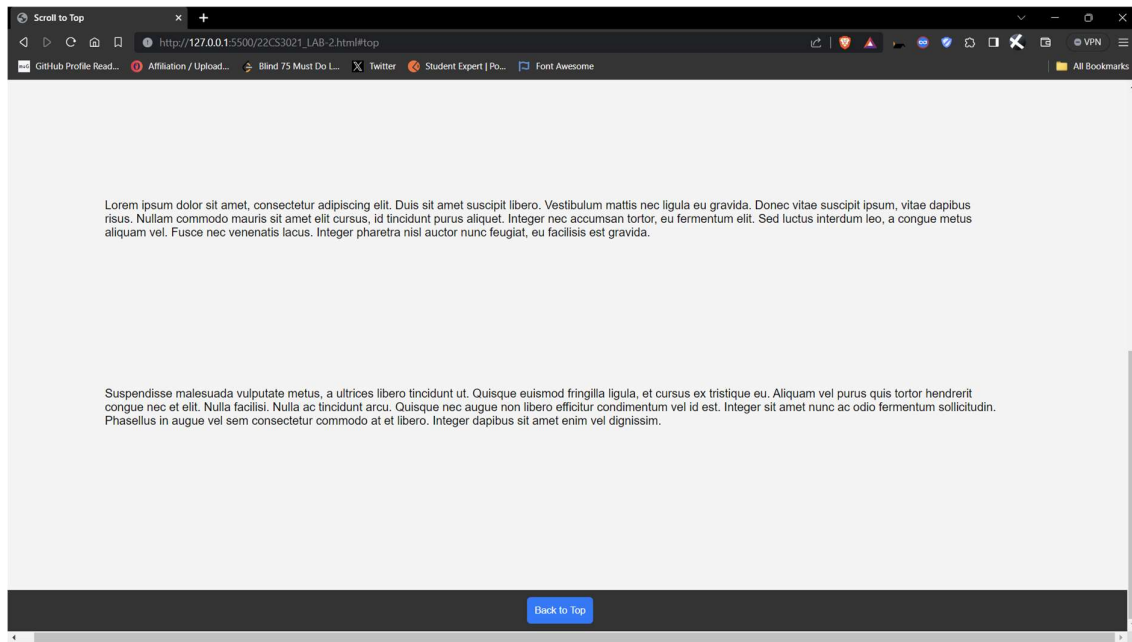 Scroll to Top
http://127.0.0.1:5500/22CS3021_LAB-2.html#top
VPN
GitHub Profile Read...
Affiliation / Upload...
Blind 75 Must Do L...
Twitter
Student Expert | Po...
Font Awesome
All Bookmarks
Lorem ipsum dolor sit amet, consectetur adipiscing elit. Duis sit amet suscipit libero. Vestibulum mattis nec ligula eu gravida. Donec vitae suscipit ipsum, vitae dapibus
risus. Nullam commodo mauris sit amet elit cursus, id tincidunt purus aliquet. Integer nec accumsan tortor, eu fermentum elit. Sed luctus interdum leo, a congue metus
aliquam vel. Fusce nec venenatis lacus. Integer pharetra nisl auctor nunc feugiat, eu facilisis est gravida.
Suspendisse malesuada vulputate metus, a ultrices libero tincidunt ut. Quisque euismod fringilla ligula, et cursus ex tristique eu. Aliquam vel purus quis tortor hendrerit
congue nec et elit. Nulla facilisi. Nulla ac tincidunt arcu. Quisque nec augue non libero efficitur condimentum vel id est. Integer sit amet nunc ac odio fermentum sollicitudin.
Phasellus in augue vel sem consectetur commodo at et libero. Integer dapibus sit amet enim vel dignissim.
Back to Top